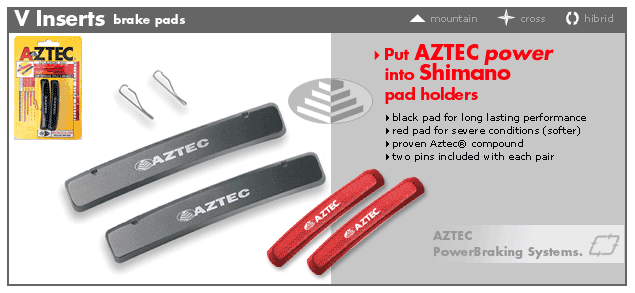 V Inserts brake pads
mountain cross hibrid
AZTEC
Put AZTEC power
into Shimano
pad holders
black pad for long lasting performance
red pad for severe conditions (softer)
proven Aztec® compound
two pins included with each pair
AZTEC
AZTEC
AZTEC
AZTEC
AZTEC
PowerBraking Systems.